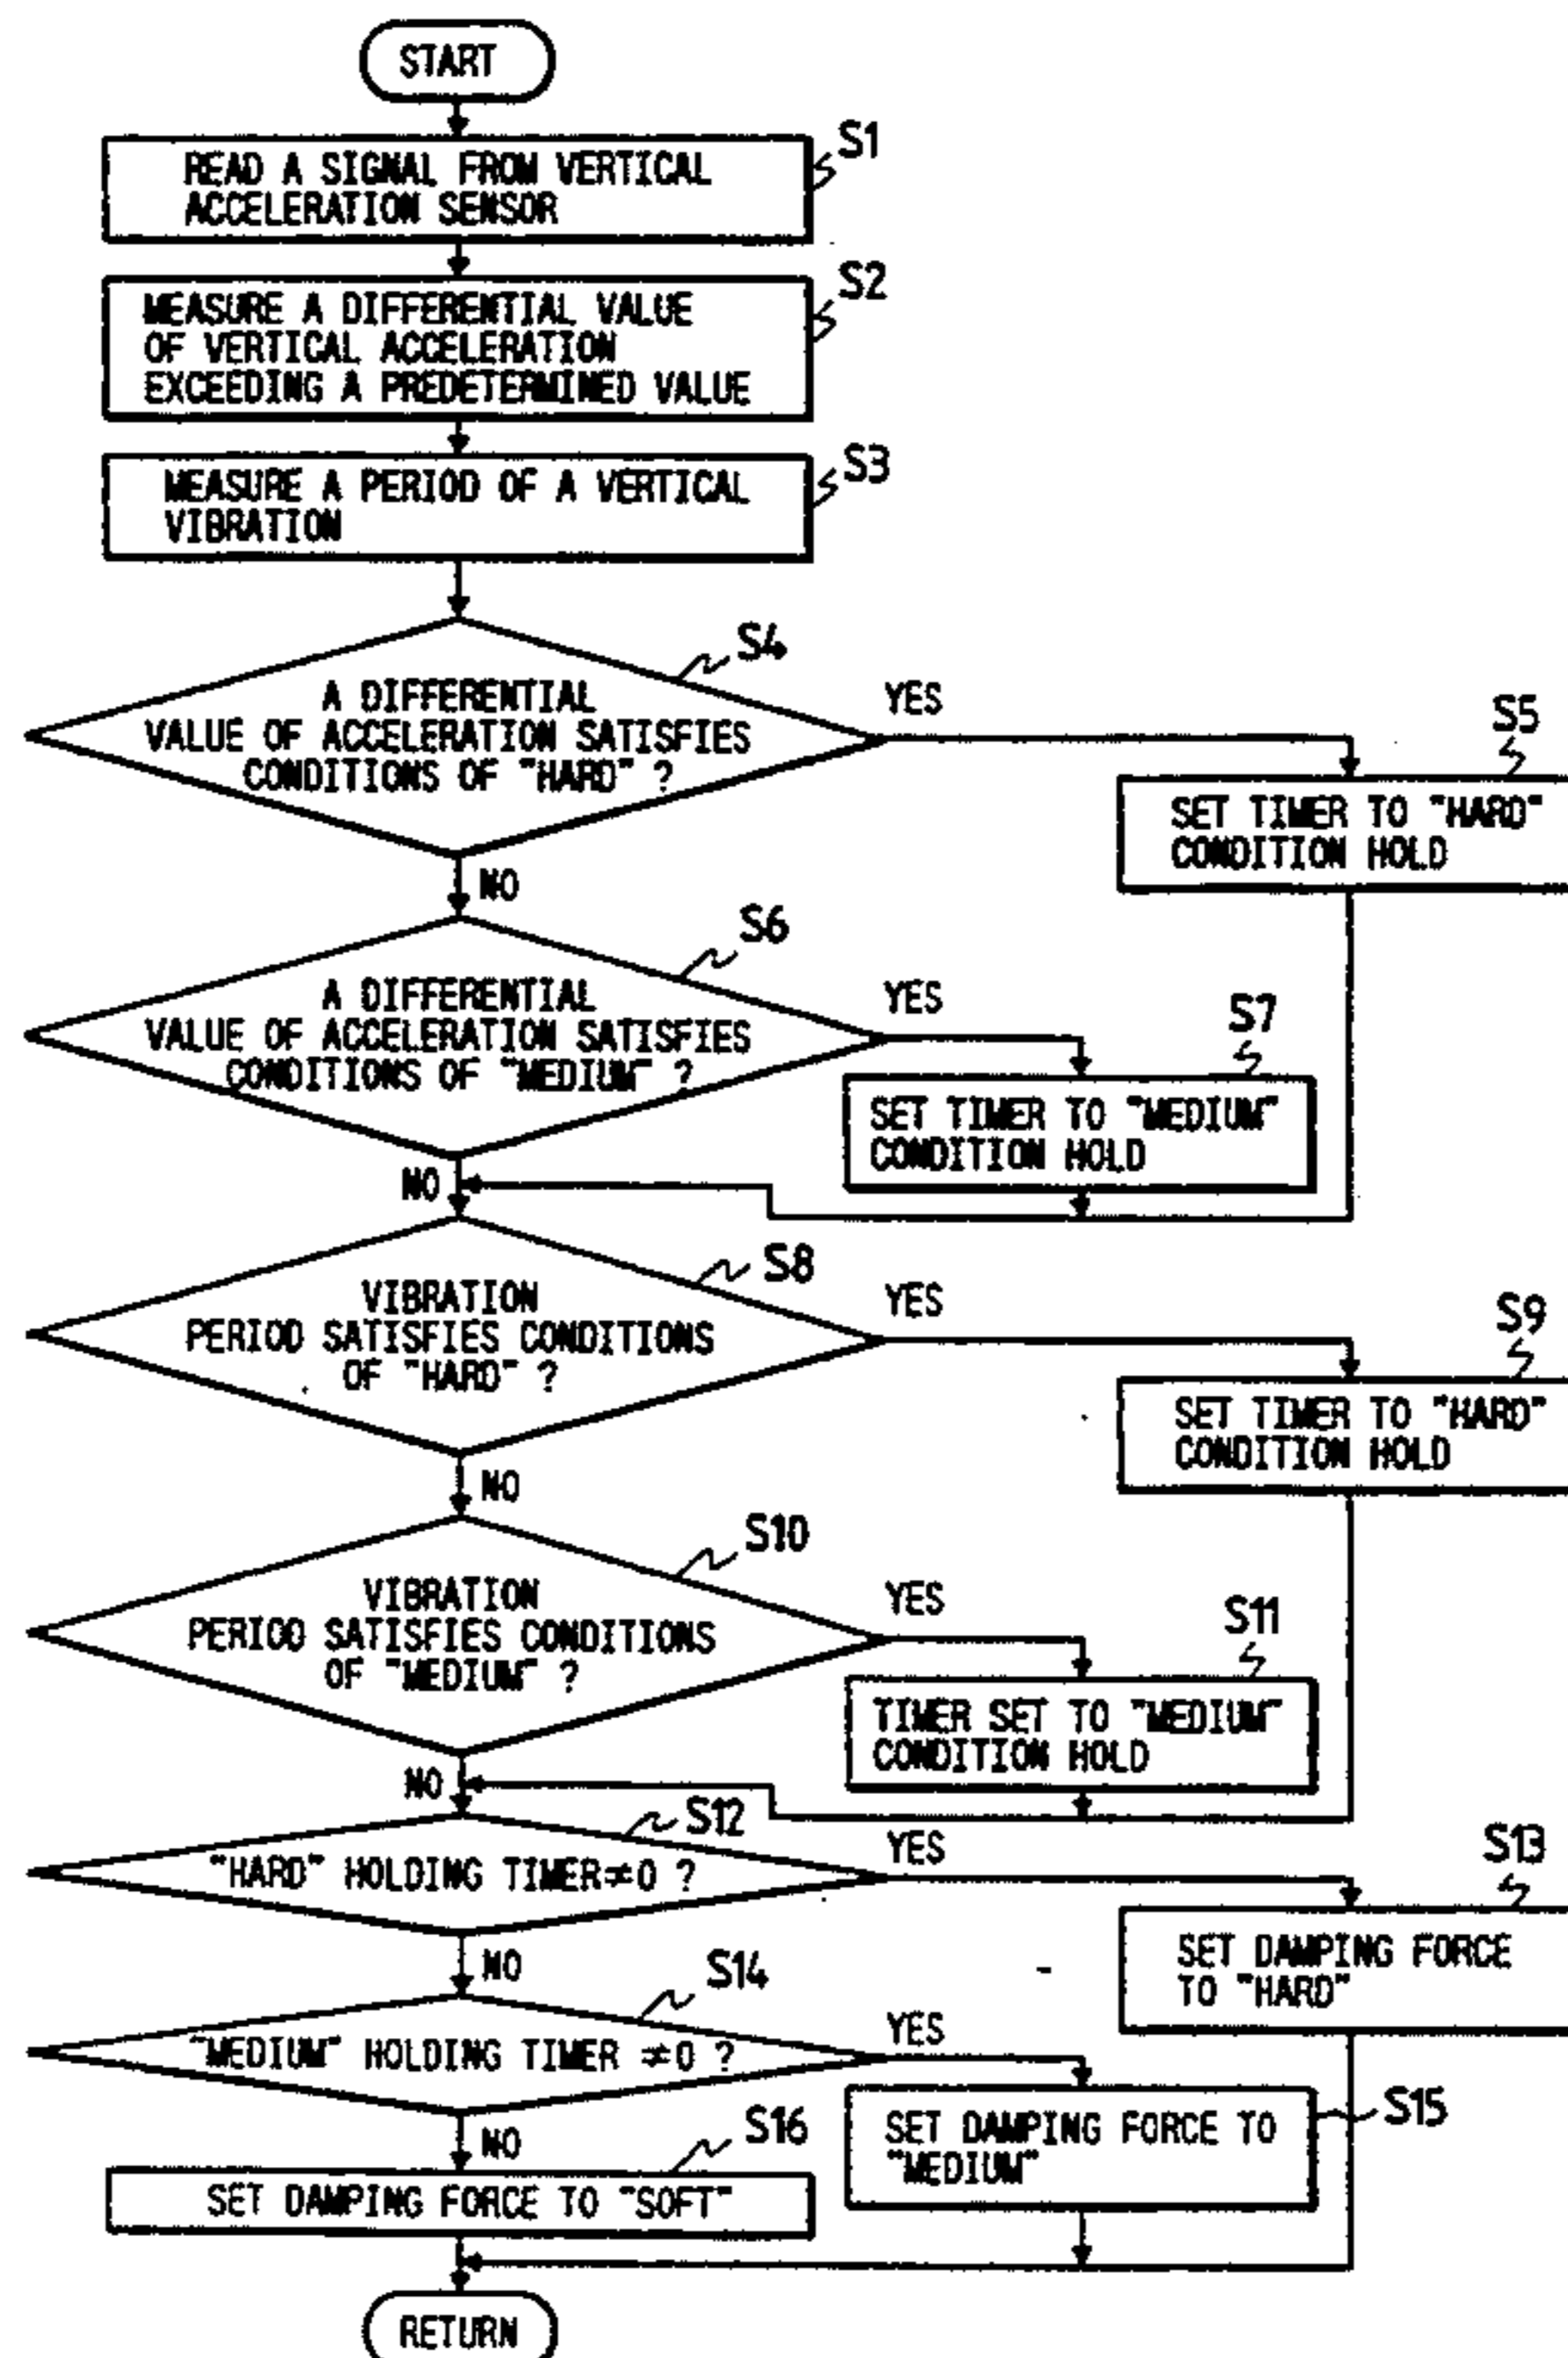 START
S1
READ A SIGNAL FROM VERTICAL
ACCELERATION SENSOR
S2
MEASURE A DIFFERENTIAL VALUE
OF VERTICAL ACCELERATION
EXCEEDING A PREDETERMINED VALUE
S3
MEASURE A PERIOD OF A VERTICAL
VIBRATION
S4
A DIFFERENTIAL
VALUE OF ACCELERATION SATISFIES
CONDITIONS OF "HARD" ?
YES
S5
SET TIMER TO "HARD"
CONDITION HOLD
NO
S6
A DIFFERENTIAL
VALUE OF ACCELERATION SATISFIES
CONDITIONS OF "MEDIUM" ?
YES
S7
SET TIMER TO "MEDIUM"
CONDITION HOLD
NO
S8
VIBRATION
PERIOD SATISFIES CONDITIONS
OF "HARD" ?
YES
S9
SET TIMER TO "HARD"
CONDITION HOLD
NO
S10
VIBRATION
PERIOD SATISFIES CONDITIONS
OF "MEDIUM" ?
YES
S11
TIMER SET TO "MEDIUM"
CONDITION HOLD
NO
S12
"HARD" HOLDING TIMER≠0 ?
YES
S13
SET DAMPING FORCE
TO "HARD"
NO
S14
"MEDIUM" HOLDING TIMER ≠0 ?
YES
S15
SET DAMPING FORCE TO
"MEDIUM"
NO
S16
SET DAMPING FORCE TO "SOFT"
RETURN